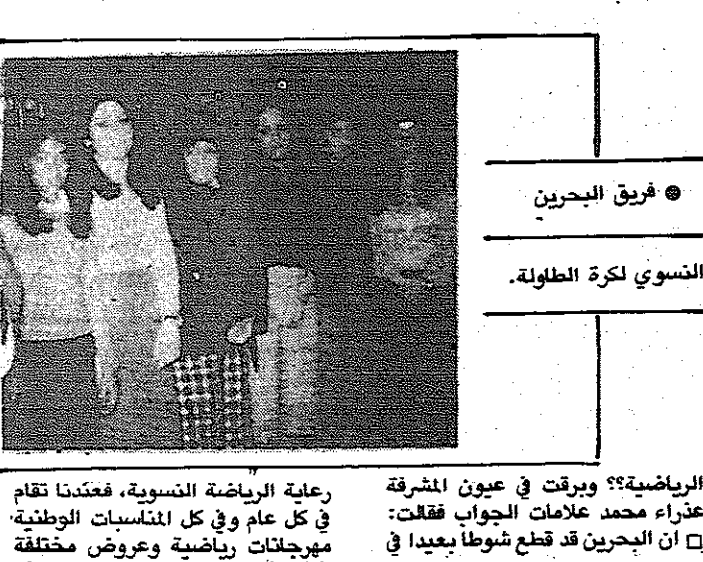 ● فريق البحرين
النسوي لكرة الطاولة.
الرياضية؟؟ وبرقت في عيون المشرفة
عذراء محمد علامات الجواب فقالت:
□ ان البحرين قد قطع شوطا بعيدا في
رعاية الرياضة النسوية، فعندنا تقام
في كل عام وفي كل المناسبات الوطنية
مهرجانات رياضية وعروض مختلفة